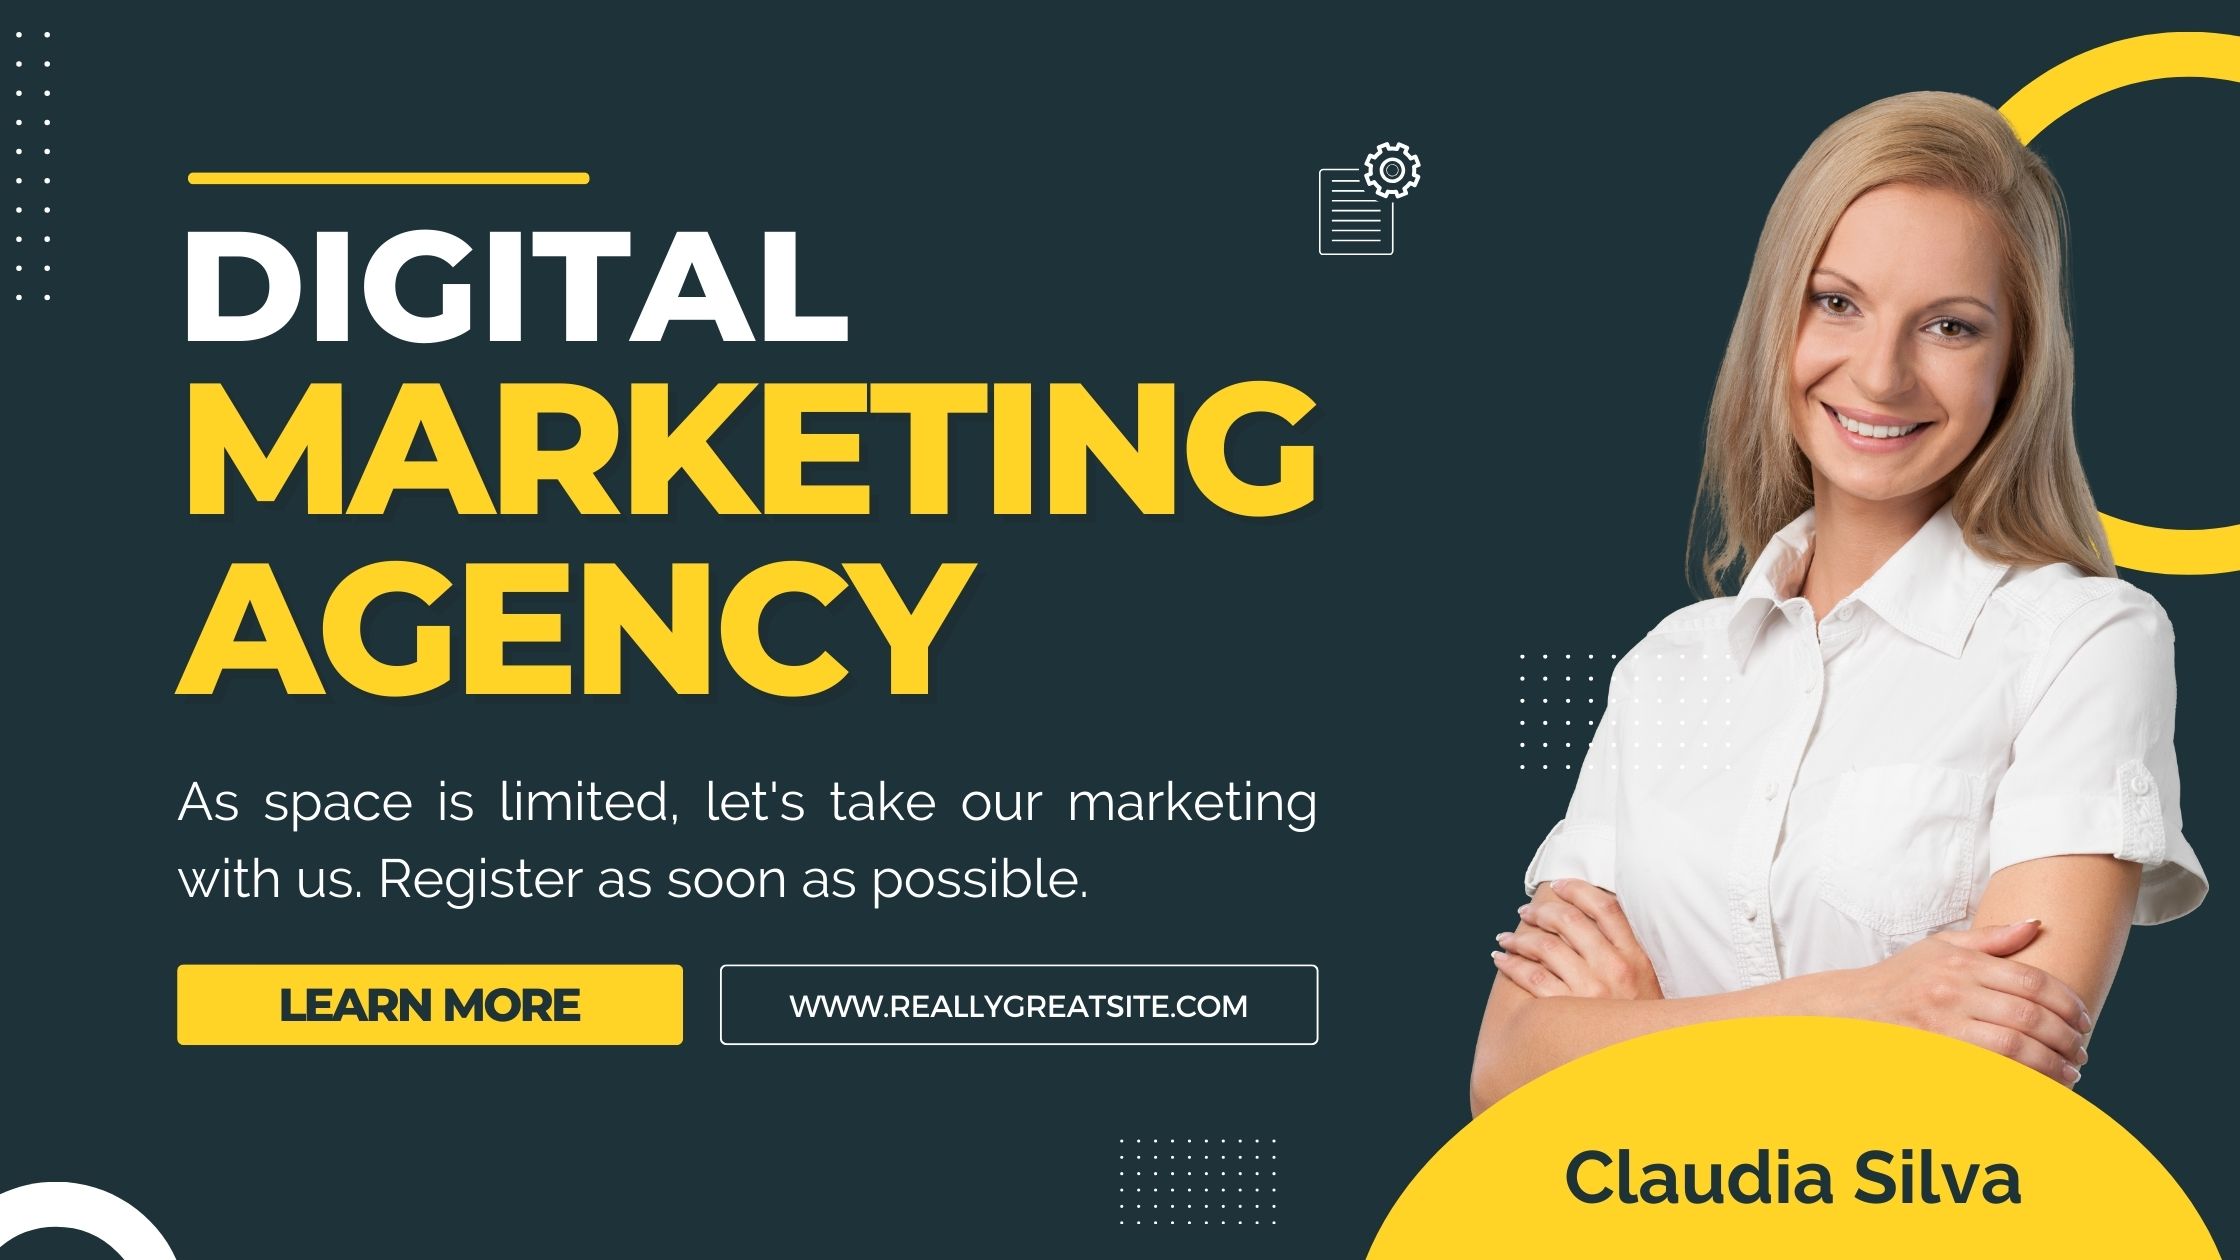 DIGITAL
MARKETING
AGENCY
As space is limited, let's take our marketing
with us. Register as soon as possible.
LEARN MORE
WWW.REALLYGREATSITE.COM
Claudia Silva